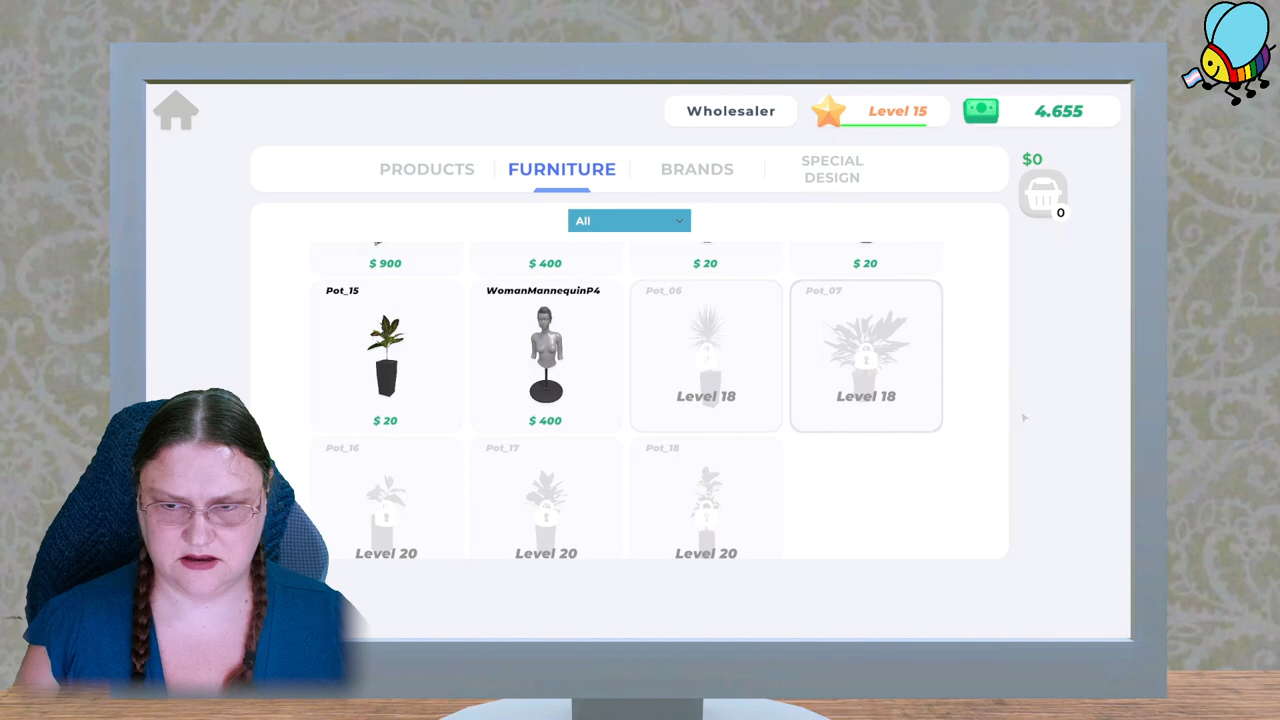 Wholesaler
Level 15
4.655
PRODUCTS
FURNITURE
BRANDS
SPECIAL
DESIGN
$0
0
All
$ 900
$ 400
$ 20
$ 20
Pot_15
WomanMannequinP4
Pot_06
Pot_07
Level 18
Level 18
$ 20
$ 400
Pot_16
Pot_17
Pot_18
Level 20
Level 20
Level 20